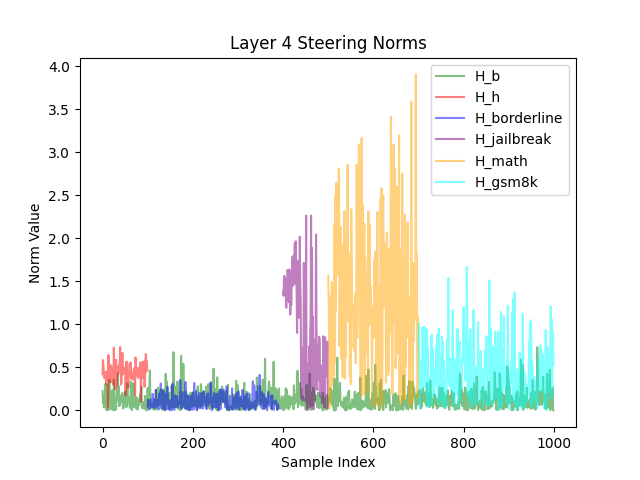 Layer 4 Steering Norms
4.0
3.5
3.0
2.5
2.0
1.5
1.0
0.5
0.0
Norm Value
0 200 400 600 800 1000
Sample Index
H_b
H_h
H_borderline
H_jailbreak
H_math
H_gsm8k